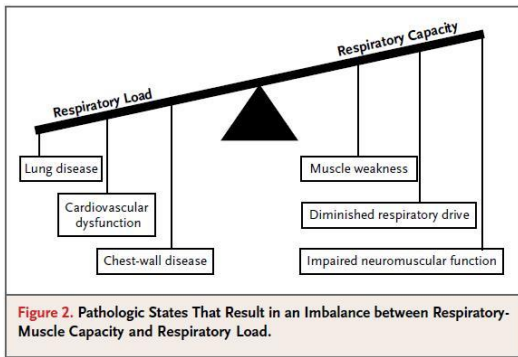 Respiratory Capacity
Respiratory Load
Lung disease
Muscle weakness
Cardiovascular
dysfunction
Diminished respiratory drive
Chest-wall disease
Impaired neuromuscular function
Figure 2. Pathologic States That Result in an Imbalance between Respiratory-
Muscle Capacity and Respiratory Load.